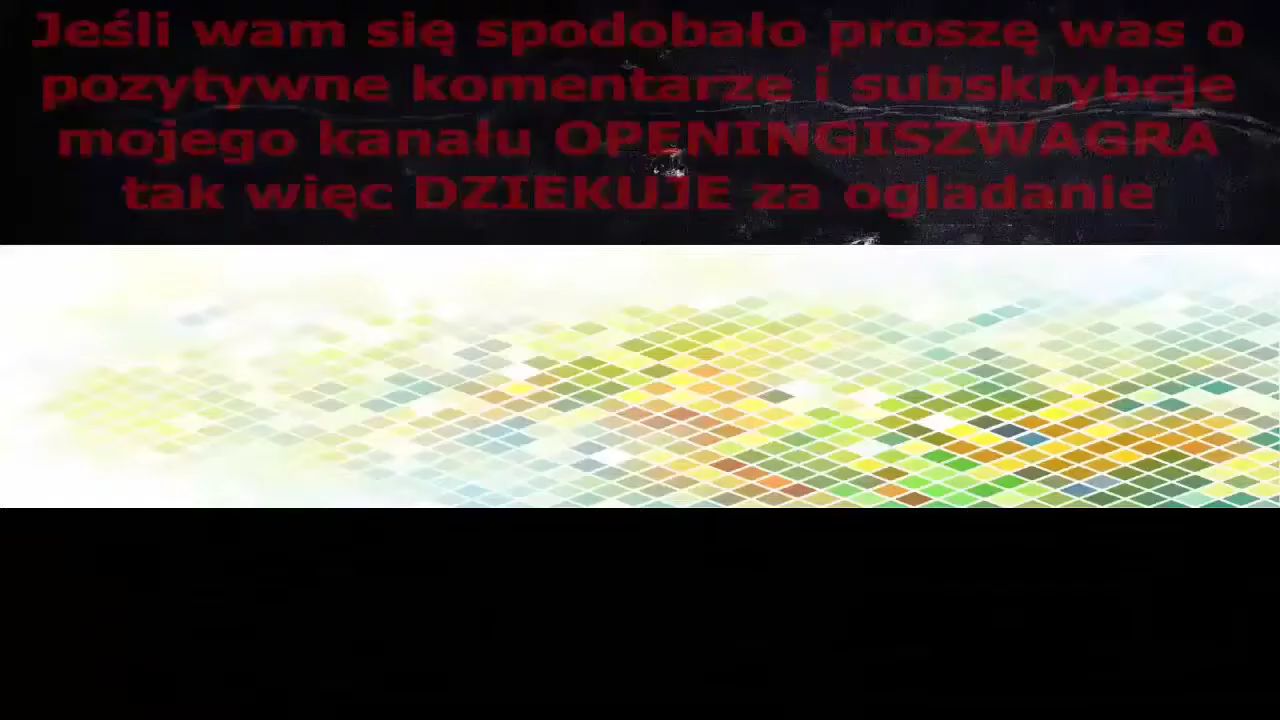 Jeśli wam się spodobało proszę was o
pozytywne komentarze i subskrybcje
mojego kanału OPENINGISZWAGRA
tak więc DZIEKUJE za ogladanie